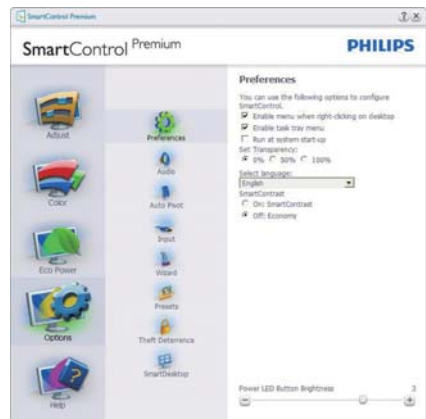 SmartControl Premium
SmartControl Premium
PHILIPS
Adjust
Color
Eco Power
Options
Help
Preferences
Audio
Auto Pivot
Input
Wizard
Presets
Theft Deterrence
SmartDesktop
Preferences
You can use the following options to configure
SmartControl.
Enable menu when right-clicking on desktop
Enable task tray menu
Run at system start-up
Set Transparency:
0% 50% 100%
Select language:
English
SmartContrast
On: SmartContrast
Off: Economy
Power LED Button Brightness 3